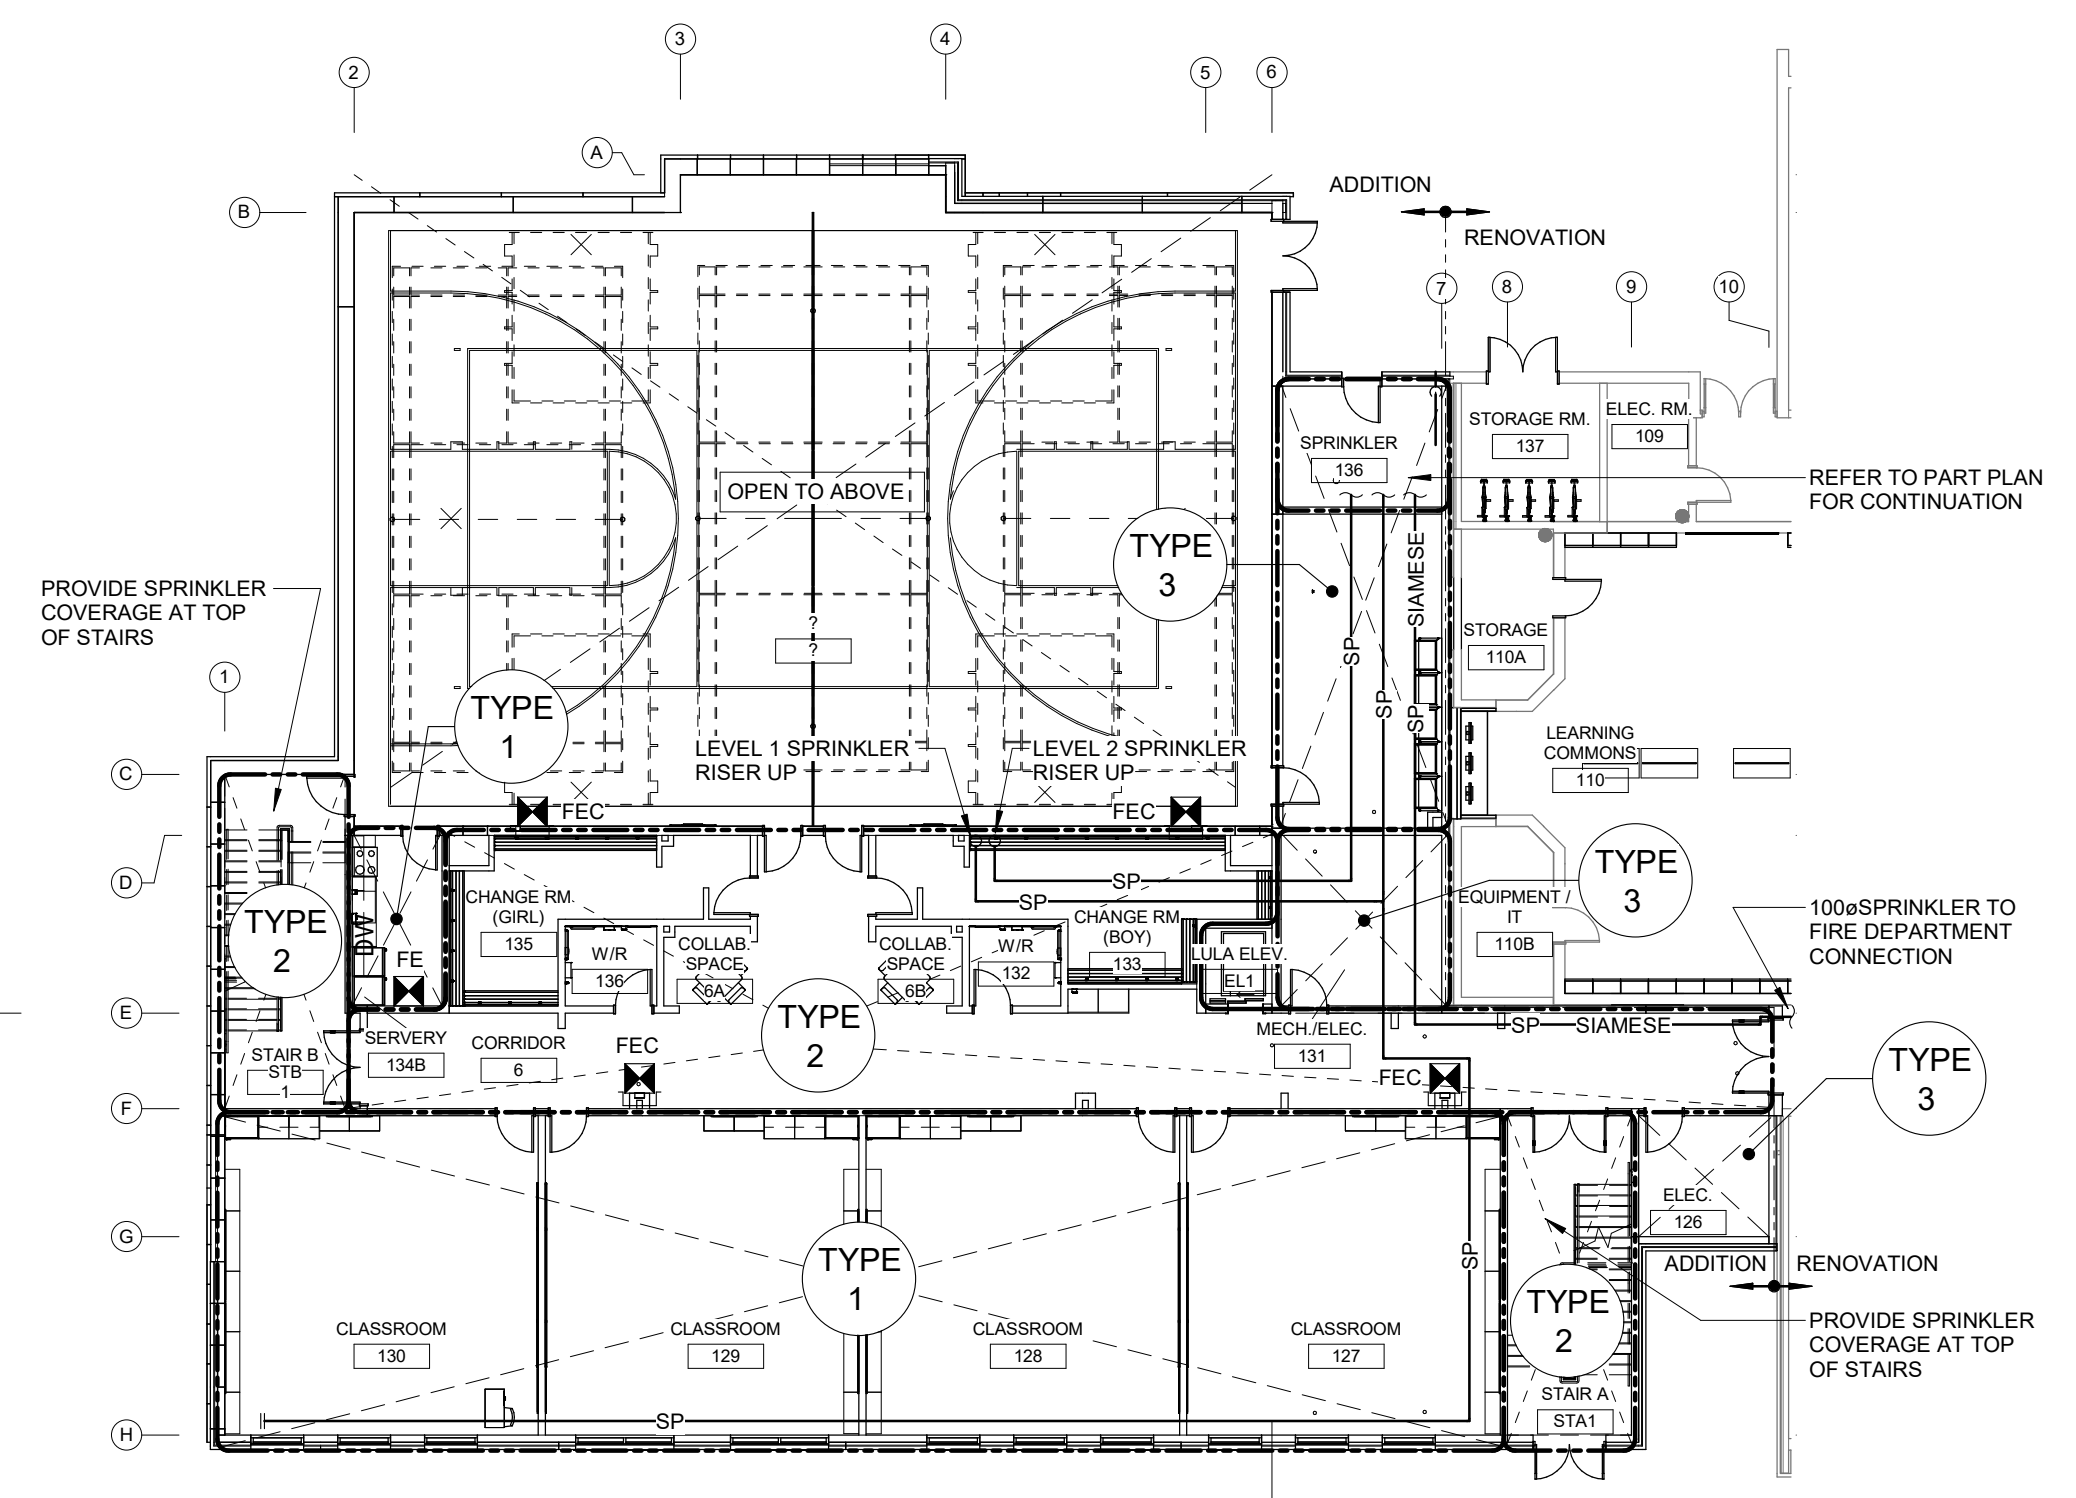 3
4
2
5
6
A
B
ADDITION
RENOVATION
7
8
9
10
STORAGE RM.
137
ELEC. RM.
109
SPRINKLER
136
REFER TO PART PLAN
FOR CONTINUATION
OPEN TO ABOVE
TYPE
3
SIAMESE
SP
SP
SP
PROVIDE SPRINKLER
COVERAGE AT TOP
OF STAIRS
?
?
STORAGE
110A
1
TYPE
1
LEARNING
COMMONS
110
LEVEL 1 SPRINKLER
RISER UP
LEVEL 2 SPRINKLER
RISER UP
C
FEC
FEC
D
TYPE
3
SP
SP
CHANGE RM.
(GIRL)
135
CHANGE RM.
(BOY)
133
EQUIPMENT /
IT
110B
100øSPRINKLER TO
FIRE DEPARTMENT
CONNECTION
TYPE
2
DW
FE
W/R
136
COLLAB.
SPACE
6A
COLLAB.
SPACE
6B
W/R
132
LULA ELEV.
EL1
E
TYPE
2
SP
SIAMESE
SERVERY
134B
CORRIDOR
6
FEC
MECH./ELEC.
131
FEC
STAIR B
STB
1
TYPE
3
F
G
ELEC.
126
SP
TYPE
1
ADDITION
RENOVATION
TYPE
2
PROVIDE SPRINKLER
COVERAGE AT TOP
OF STAIRS
CLASSROOM
130
CLASSROOM
129
CLASSROOM
128
CLASSROOM
127
STAIR A
STA1
H
SP